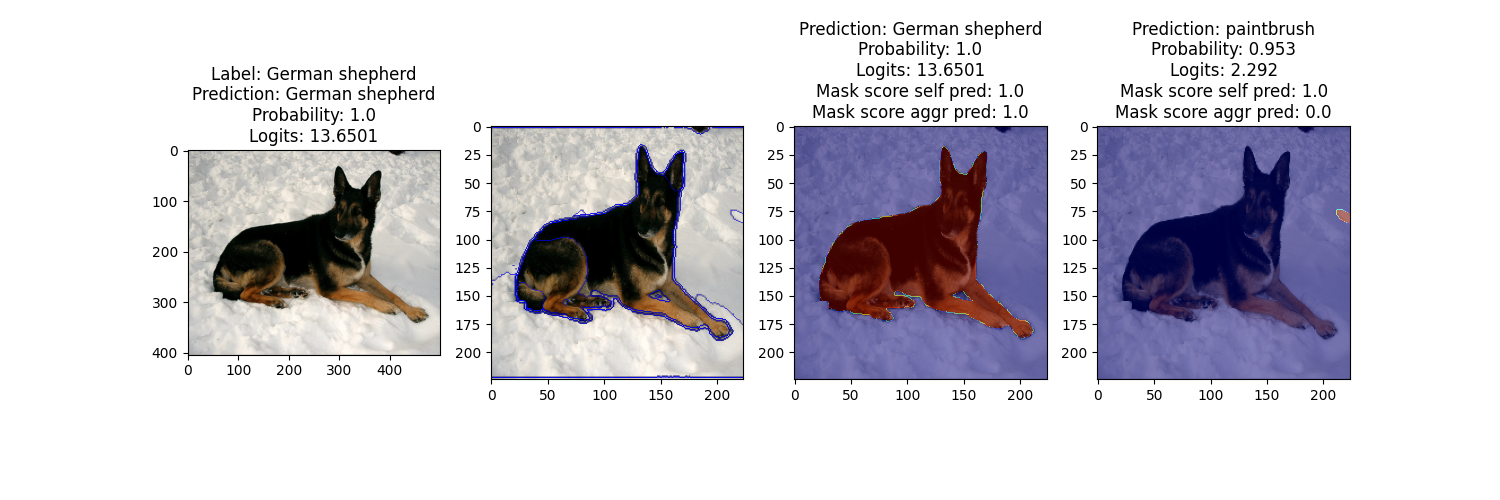 Label: German shepherd
Prediction: German shepherd
Probability: 1.0
Logits: 13.6501
0
100
200
300
400
0 100 200 300 400
0
25
50
75
100
125
150
175
200
0 50 100 150 200
Prediction: German shepherd
Probability: 1.0
Logits: 13.6501
Mask score self pred: 1.0
Mask score aggr pred: 1.0
0
25
50
75
100
125
150
175
200
0 50 100 150 200
Prediction: paintbrush
Probability: 0.953
Logits: 2.292
Mask score self pred: 1.0
Mask score aggr pred: 0.0
0
25
50
75
100
125
150
175
200
0 50 100 150 200